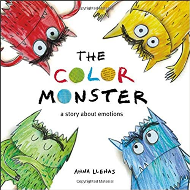 THE
COLOR
MONSTER
a story about emotions
ANNA LLENAS